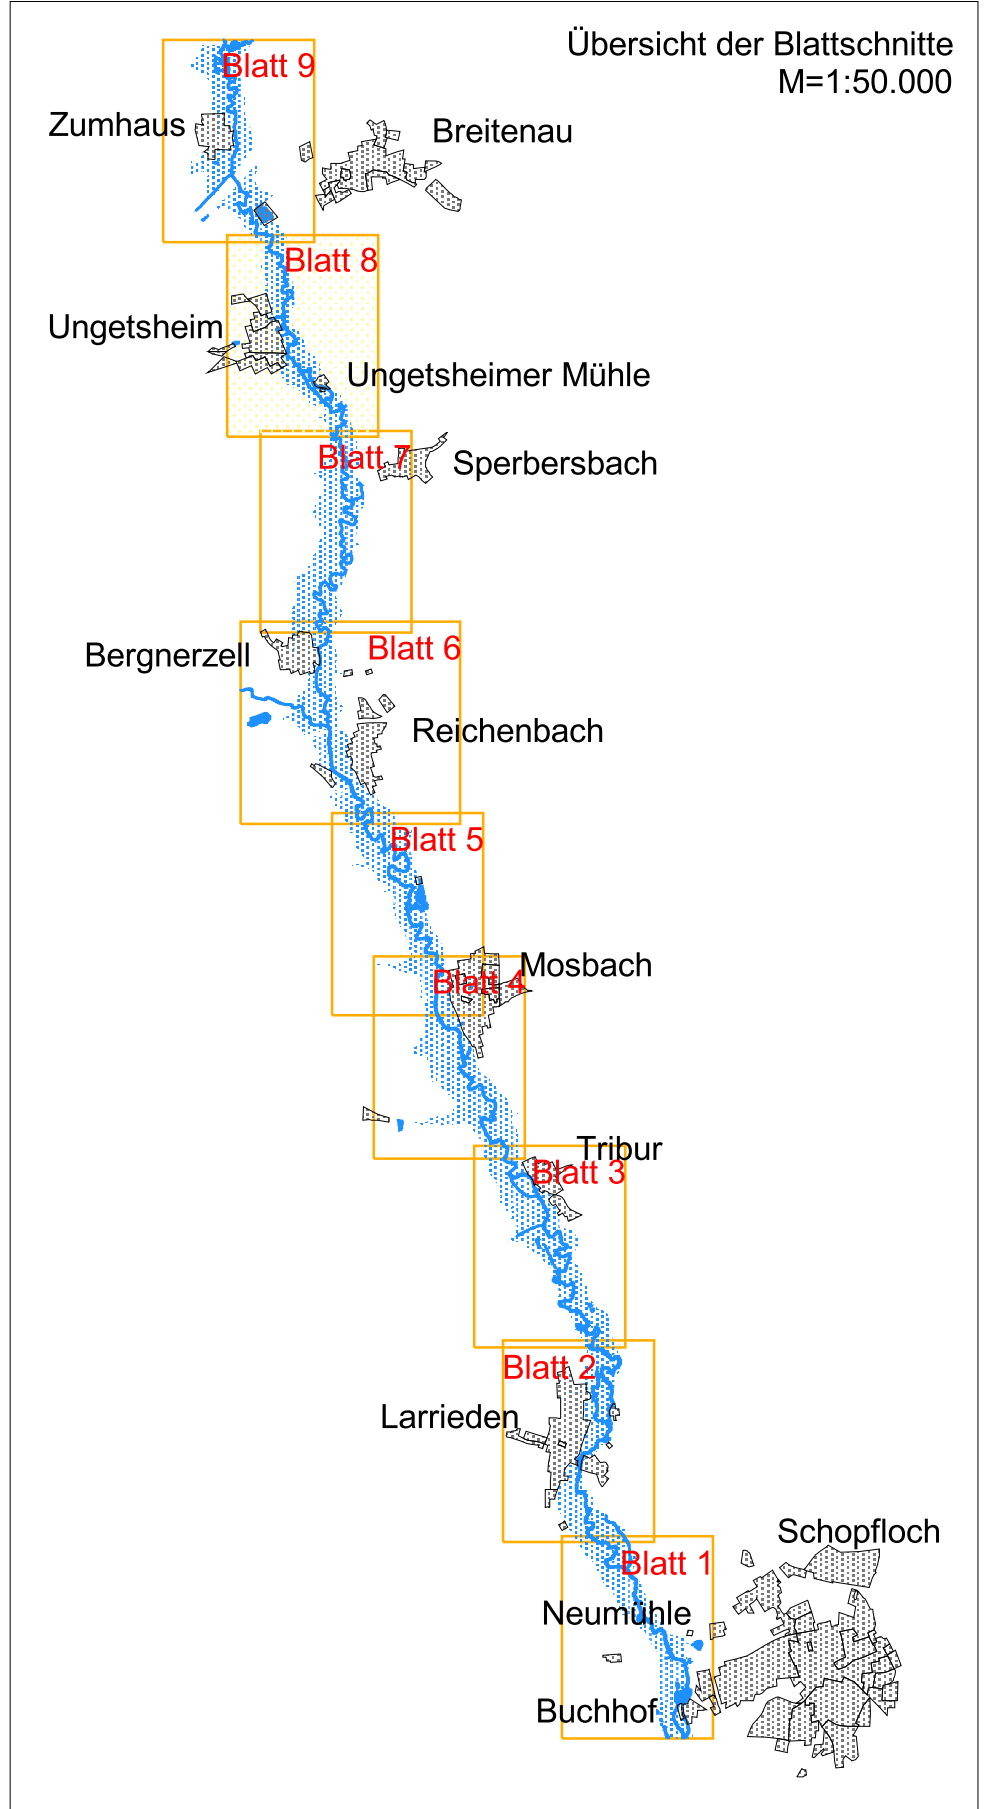 Übersicht der Blattschnitte
M=1:50.000
Blatt 9
Zumhaus
Breitenau
Blatt 8
Ungetsheim
Ungetsheimer Mühle
Blatt 7
Sperbersbach
Blatt 6
Bergnerzell
Reichenbach
Blatt 5
Mosbach
Blatt 4
Tribur
Blatt 3
Blatt 2
Larrieden
Schopfloch
Blatt 1
Neumühle
Buchhof